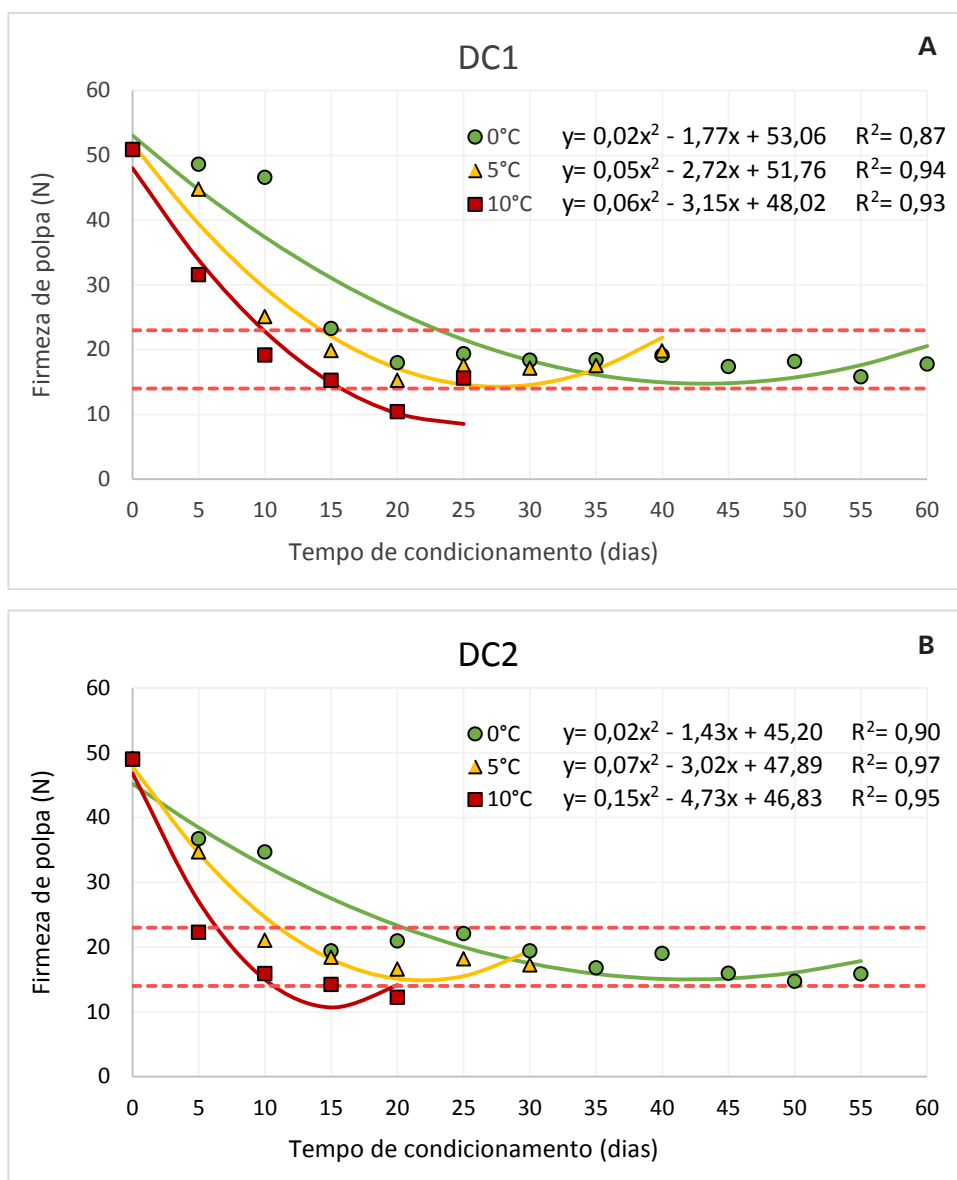 A
DC1
60
50
40
30
20
10
0
Firmeza de polpa (N)
0°C y= 0,02x² - 1,77x + 53,06 R²= 0,87
5°C y= 0,05x² - 2,72x + 51,76 R²= 0,94
10°C y= 0,06x² - 3,15x + 48,02 R²= 0,93
0 5 10 15 20 25 30 35 40 45 50 55 60
Tempo de condicionamento (dias)
B
DC2
60
50
40
30
20
10
0
Firmeza de polpa (N)
0°C y= 0,02x² - 1,43x + 45,20 R²= 0,90
5°C y= 0,07x² - 3,02x + 47,89 R²= 0,97
10°C y= 0,15x² - 4,73x + 46,83 R²= 0,95
0 5 10 15 20 25 30 35 40 45 50 55 60
Tempo de condicionamento (dias)